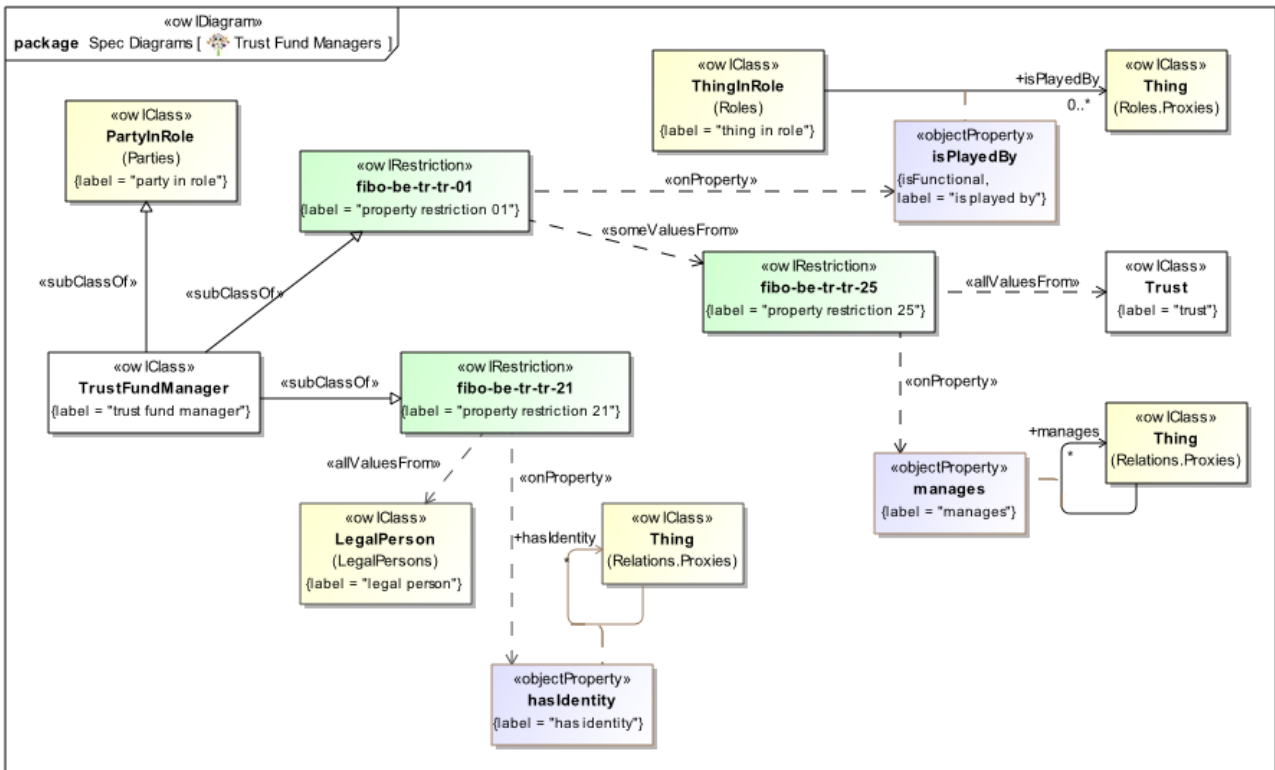 «owlDiagram»
package Spec Diagrams [ Trust Fund Managers ]
«owlClass»
ThingInRole
(Roles)
{label = "thing in role"}
+isPlayedBy
0..*
«owlClass»
Thing
(Roles.Proxies)
«owlClass»
PartyInRole
(Parties)
{label = "party in role"}
«objectProperty»
isPlayedBy
{isFunctional,
label = "is played by"}
«owlRestriction»
fibo-be-tr-tr-01
{label = "property restriction 01"}
«onProperty»
«someValuesFrom»
«subClassOf»
«subClassOf»
«owlRestriction»
fibo-be-tr-tr-25
{label = "property restriction 25"}
«allValuesFrom»
«owlClass»
Trust
{label = "trust"}
«owlClass»
TrustFundManager
{label = "trust fund manager"}
«subClassOf»
«owlRestriction»
fibo-be-tr-tr-21
{label = "property restriction 21"}
«onProperty»
+manages
*
«owlClass»
Thing
(Relations.Proxies)
«objectProperty»
manages
{label = "manages"}
«allValuesFrom»
«onProperty»
«owlClass»
LegalPerson
(LegalPersons)
{label = "legal person"}
+hasIdentity
*
«owlClass»
Thing
(Relations.Proxies)
«objectProperty»
hasIdentity
{label = "has identity"}